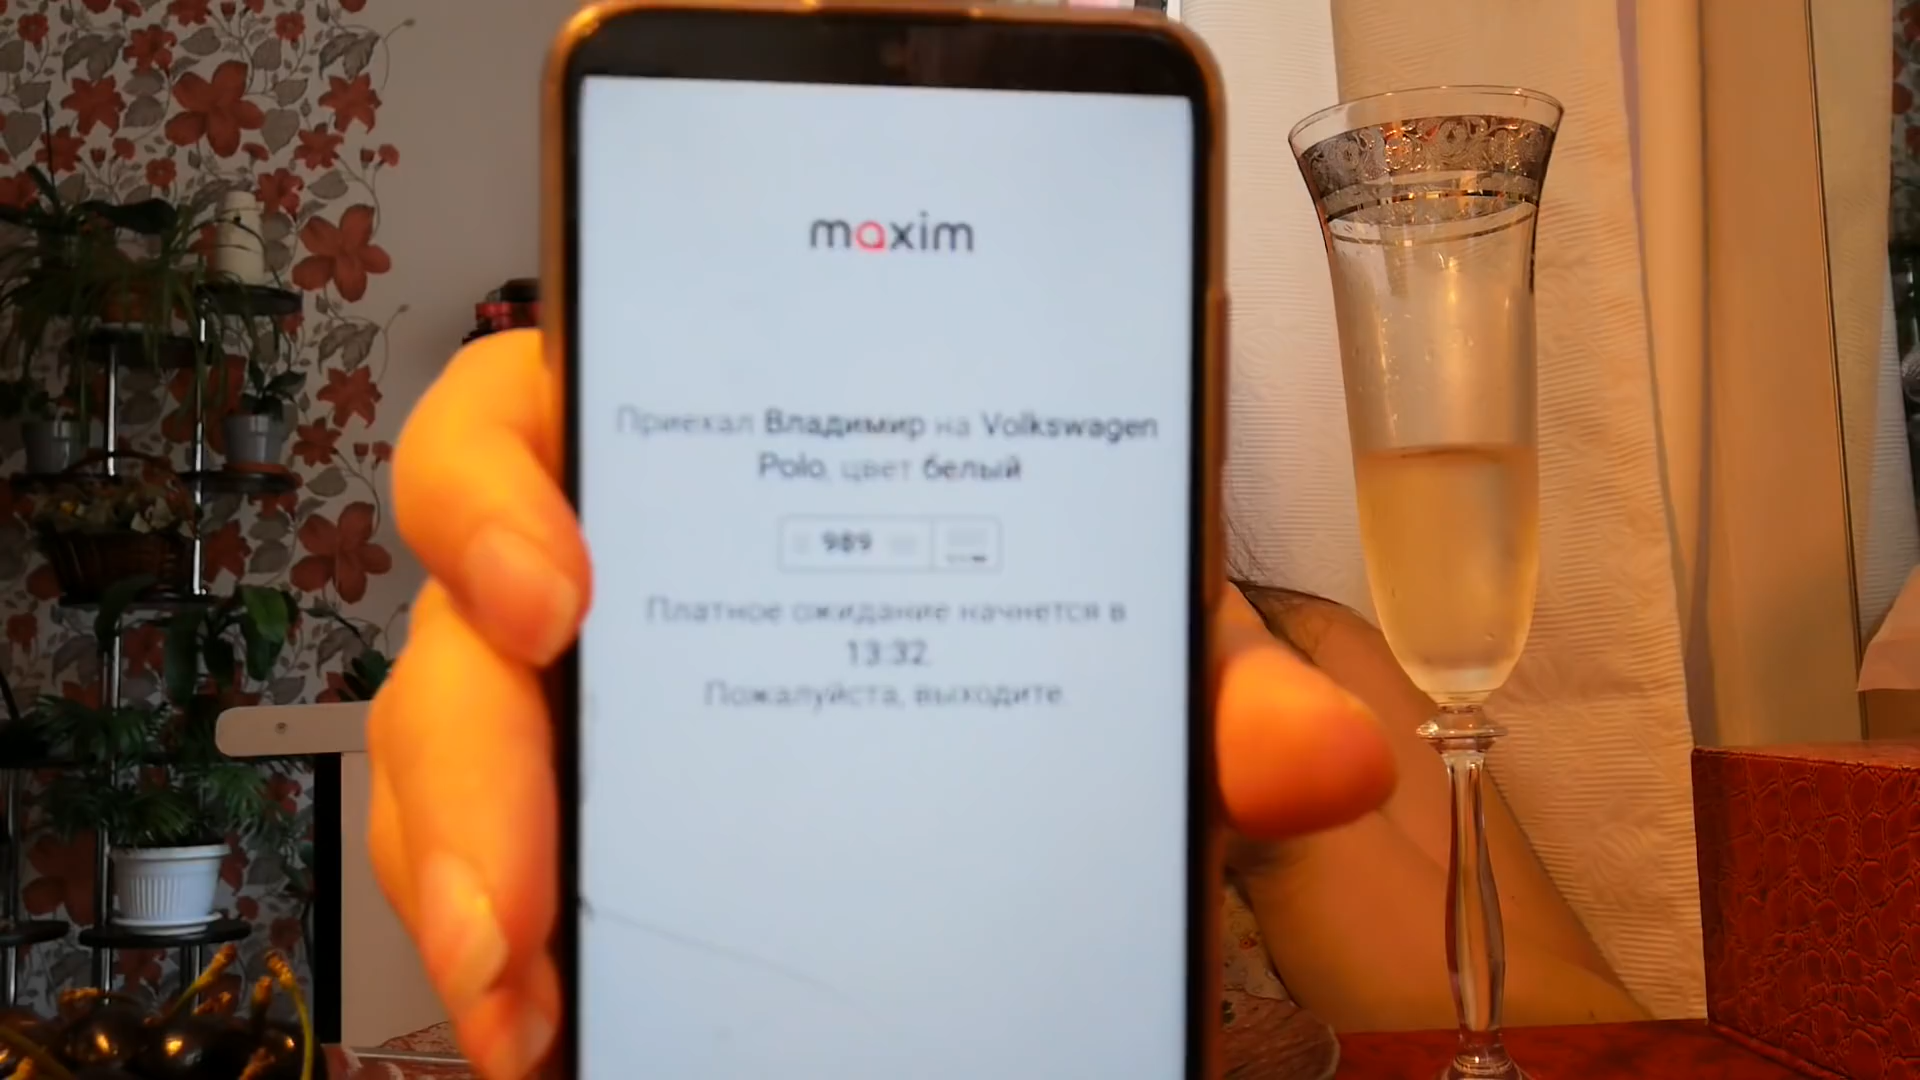 maxim
Приехал Владимир на Volkswagen
Polo, цвет белый
989
Платное ожидание начнется в
13:32.
Пожалуйста, выходите.